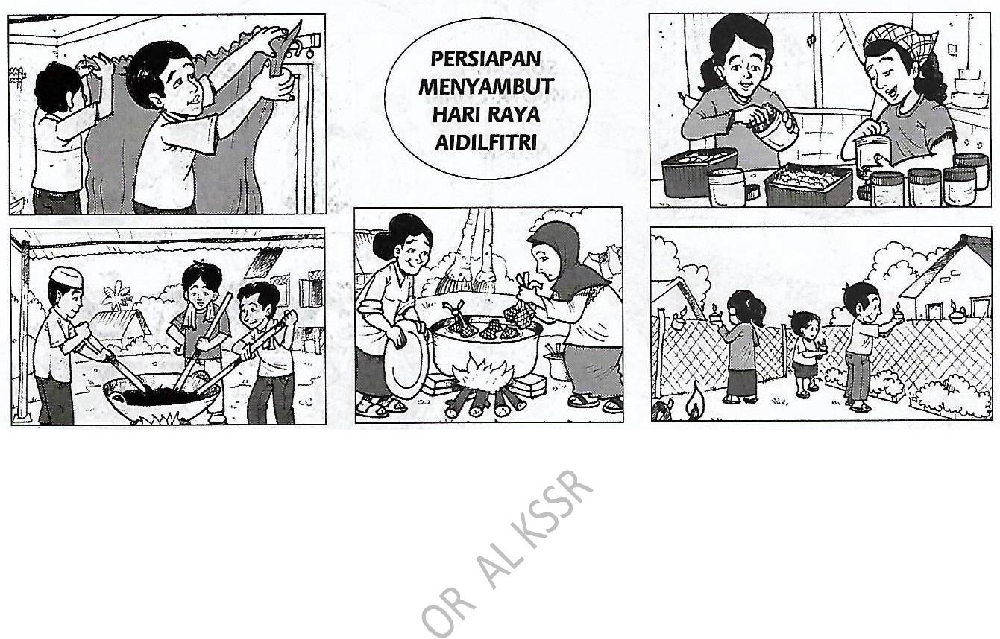 PERSIAPAN
MENYAMBUT
HARI RAYA
AIDILFITRI
OR AL KSSR